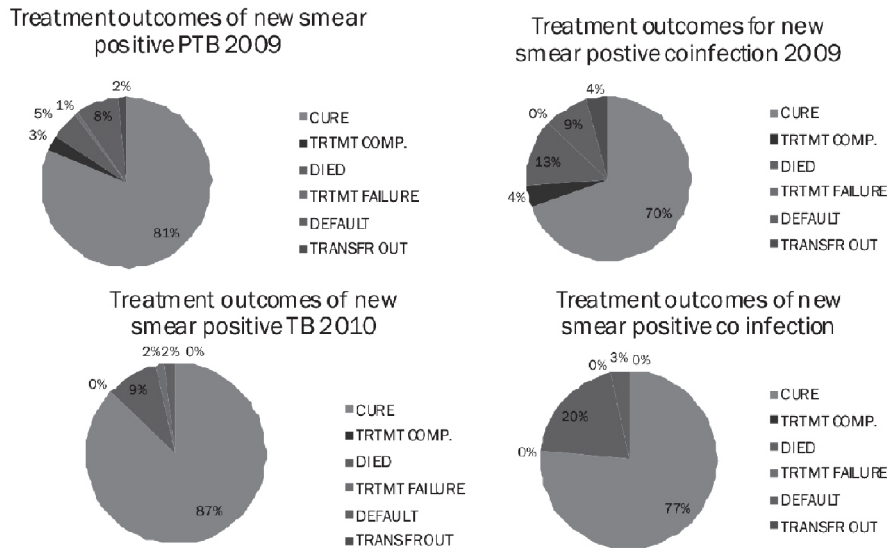 Treatment outcomes of new smear
positive PTB 2009
2%
1%
5%
8%
3%
81%
CURE
TRTMT COMP.
DIED
TRTMT FAILURE
DEFAULT
TRANSFR OUT
Treatment outcomes for new
smear postive coinfection 2009
4%
0%
9%
13%
4%
70%
CURE
TRTMT COMP.
DIED
TRTMT FAILURE
DEFAULT
TRANSFR OUT
Treatment outcomes of new
smear positive TB 2010
2% 2% 0%
0%
9%
87%
CURE
TRTMT COMP.
DIED
TRTMT FAILURE
DEFAULT
TRANSFROUT
Treatment outcomes of new
smear positive co infection
0% 3% 0%
20%
0%
77%
CURE
TRTMT COMP.
DIED
TRTMT FAILURE
DEFAULT
TRANSFR OUT